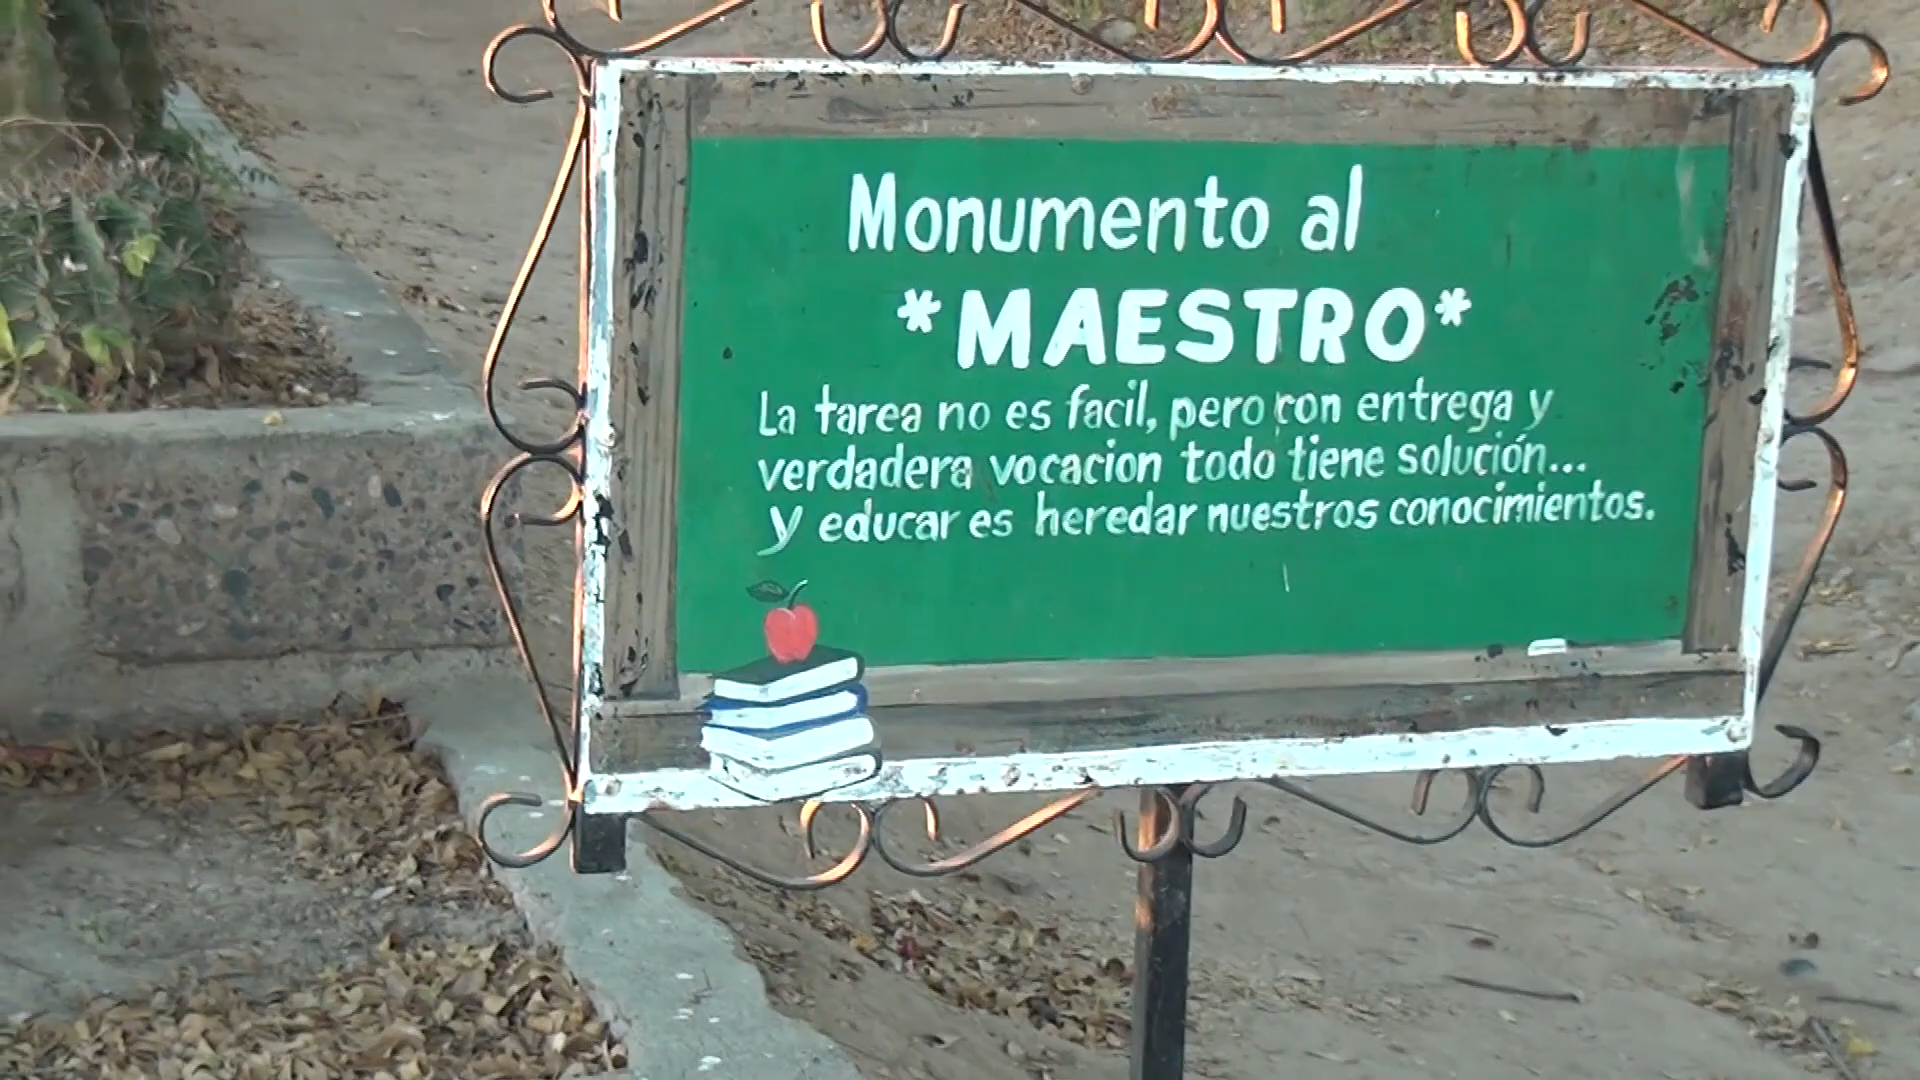 Monumento al
*MAESTRO*
La tarea no es facil, pero con entrega y
verdadera vocacion todo tiene solución...
y educar es heredar nuestros conocimientos.